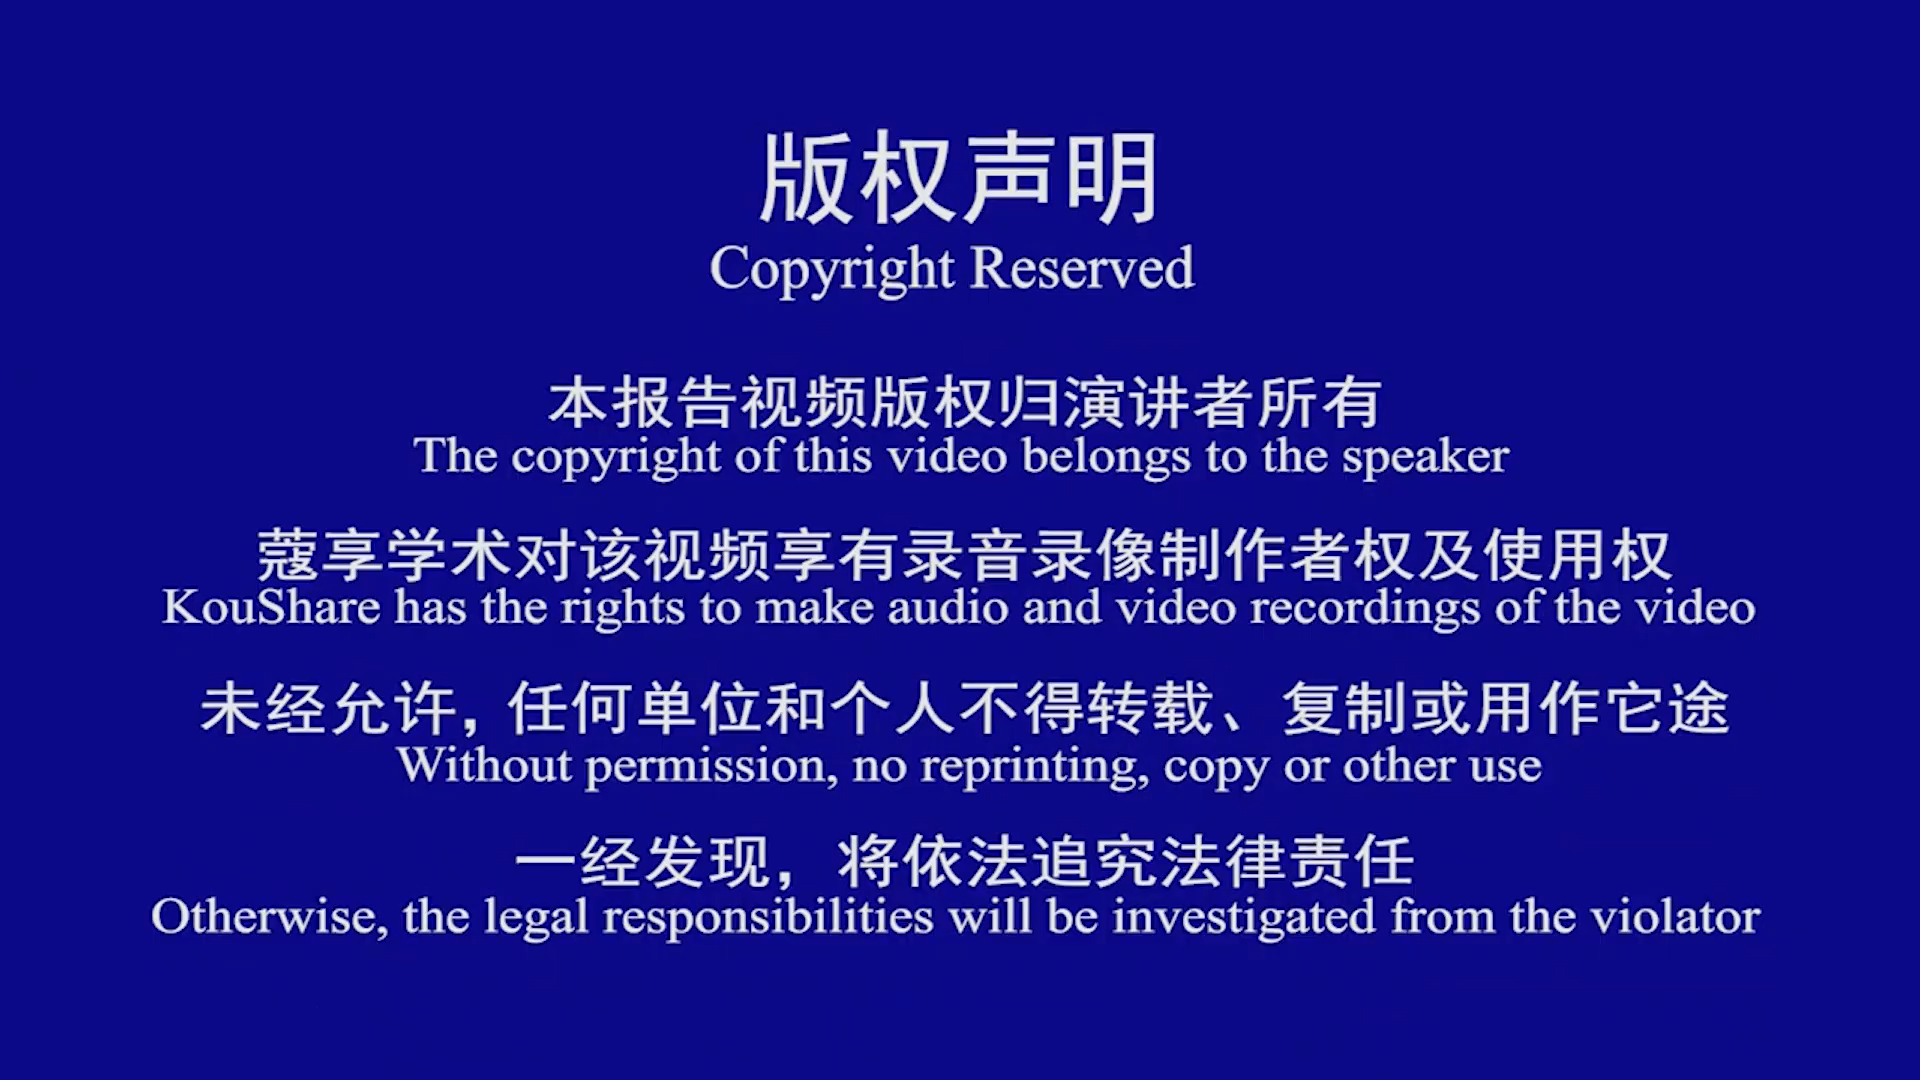 版权声明
Copyright Reserved
本报告视频版权归演讲者所有
The copyright of this video belongs to the speaker
蔻享学术对该视频享有录音录像制作者权及使用权
KouShare has the rights to make audio and video recordings of the video
未经允许，任何单位和个人不得转载、复制或用作它途
Without permission, no reprinting, copy or other use
一经发现，将依法追究法律责任
Otherwise, the legal responsibilities will be investigated from the violator